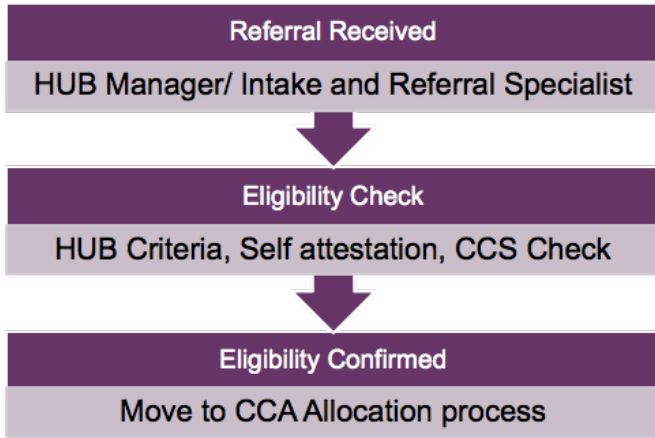 Referral Received
HUB Manager/ Intake and Referral Specialist
Eligibility Check
HUB Criteria, Self attestation, CCS Check
Eligibility Confirmed
Move to CCA Allocation process